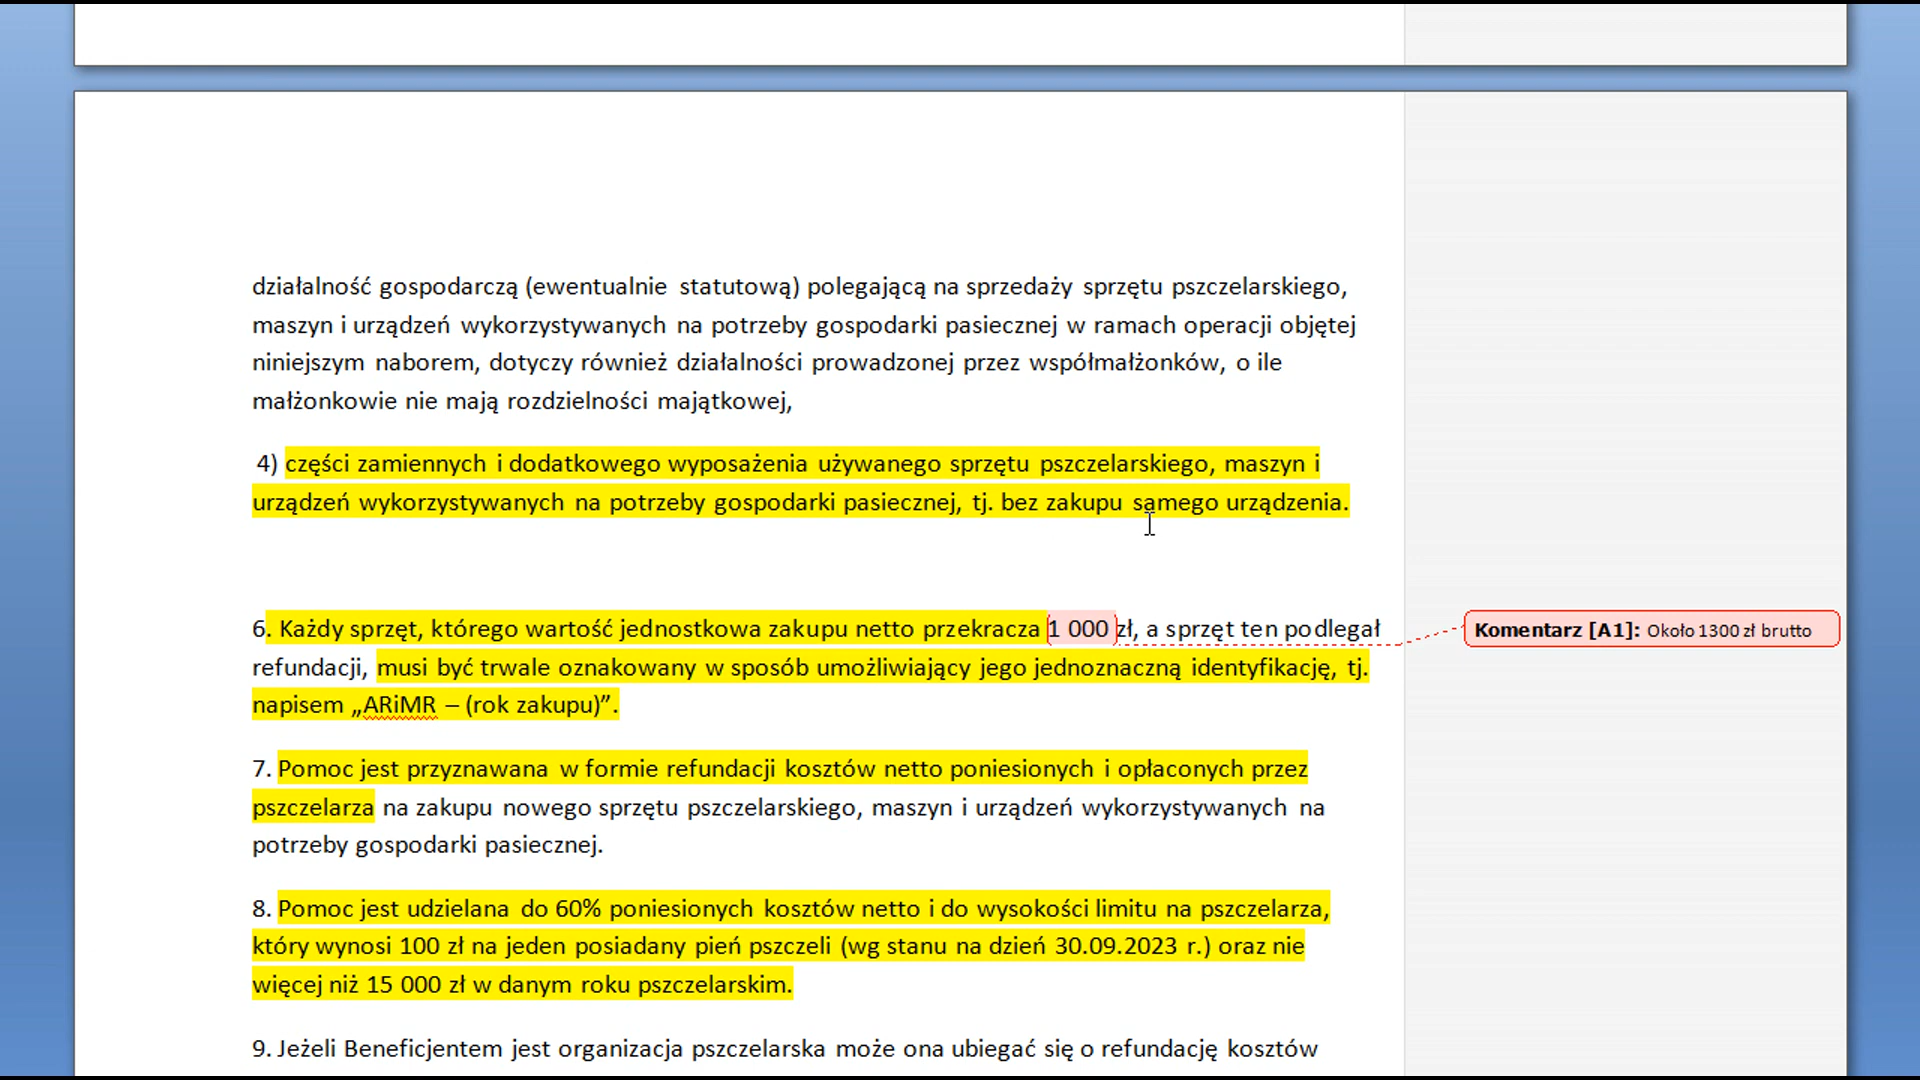 działalność gospodarczą (ewentualnie statutową) polegającą na sprzedaży sprzętu pszczelarskiego,
maszyn i urządzeń wykorzystywanych na potrzeby gospodarki pasiecznej w ramach operacji objętej
niniejszym naborem, dotyczy również działalności prowadzonej przez współmałżonków, o ile
małżonkowie nie mają rozdzielności majątkowej,
4) części zamiennych i dodatkowego wyposażenia używanego sprzętu pszczelarskiego, maszyn i
urządzeń wykorzystywanych na potrzeby gospodarki pasiecznej, tj. bez zakupu samego urządzenia.
6. Każdy sprzęt, którego wartość jednostkowa zakupu netto przekracza 1 000 zł, a sprzęt ten podlegał
Komentarz [A1]: Około 1300 zł brutto
refundacji, musi być trwale oznakowany w sposób umożliwiający jego jednoznaczną identyfikację, tj.
napisem „ARiMR – (rok zakupu)”.
7. Pomoc jest przyznawana w formie refundacji kosztów netto poniesionych i opłaconych przez
pszczelarza na zakupu nowego sprzętu pszczelarskiego, maszyn i urządzeń wykorzystywanych na
potrzeby gospodarki pasiecznej.
8. Pomoc jest udzielana do 60% poniesionych kosztów netto i do wysokości limitu na pszczelarza,
który wynosi 100 zł na jeden posiadany pień pszczeli (wg stanu na dzień 30.09.2023 r.) oraz nie
więcej niż 15 000 zł w danym roku pszczelarskim.
9. Jeżeli Beneficjentem jest organizacja pszczelarska może ona ubiegać się o refundację kosztów